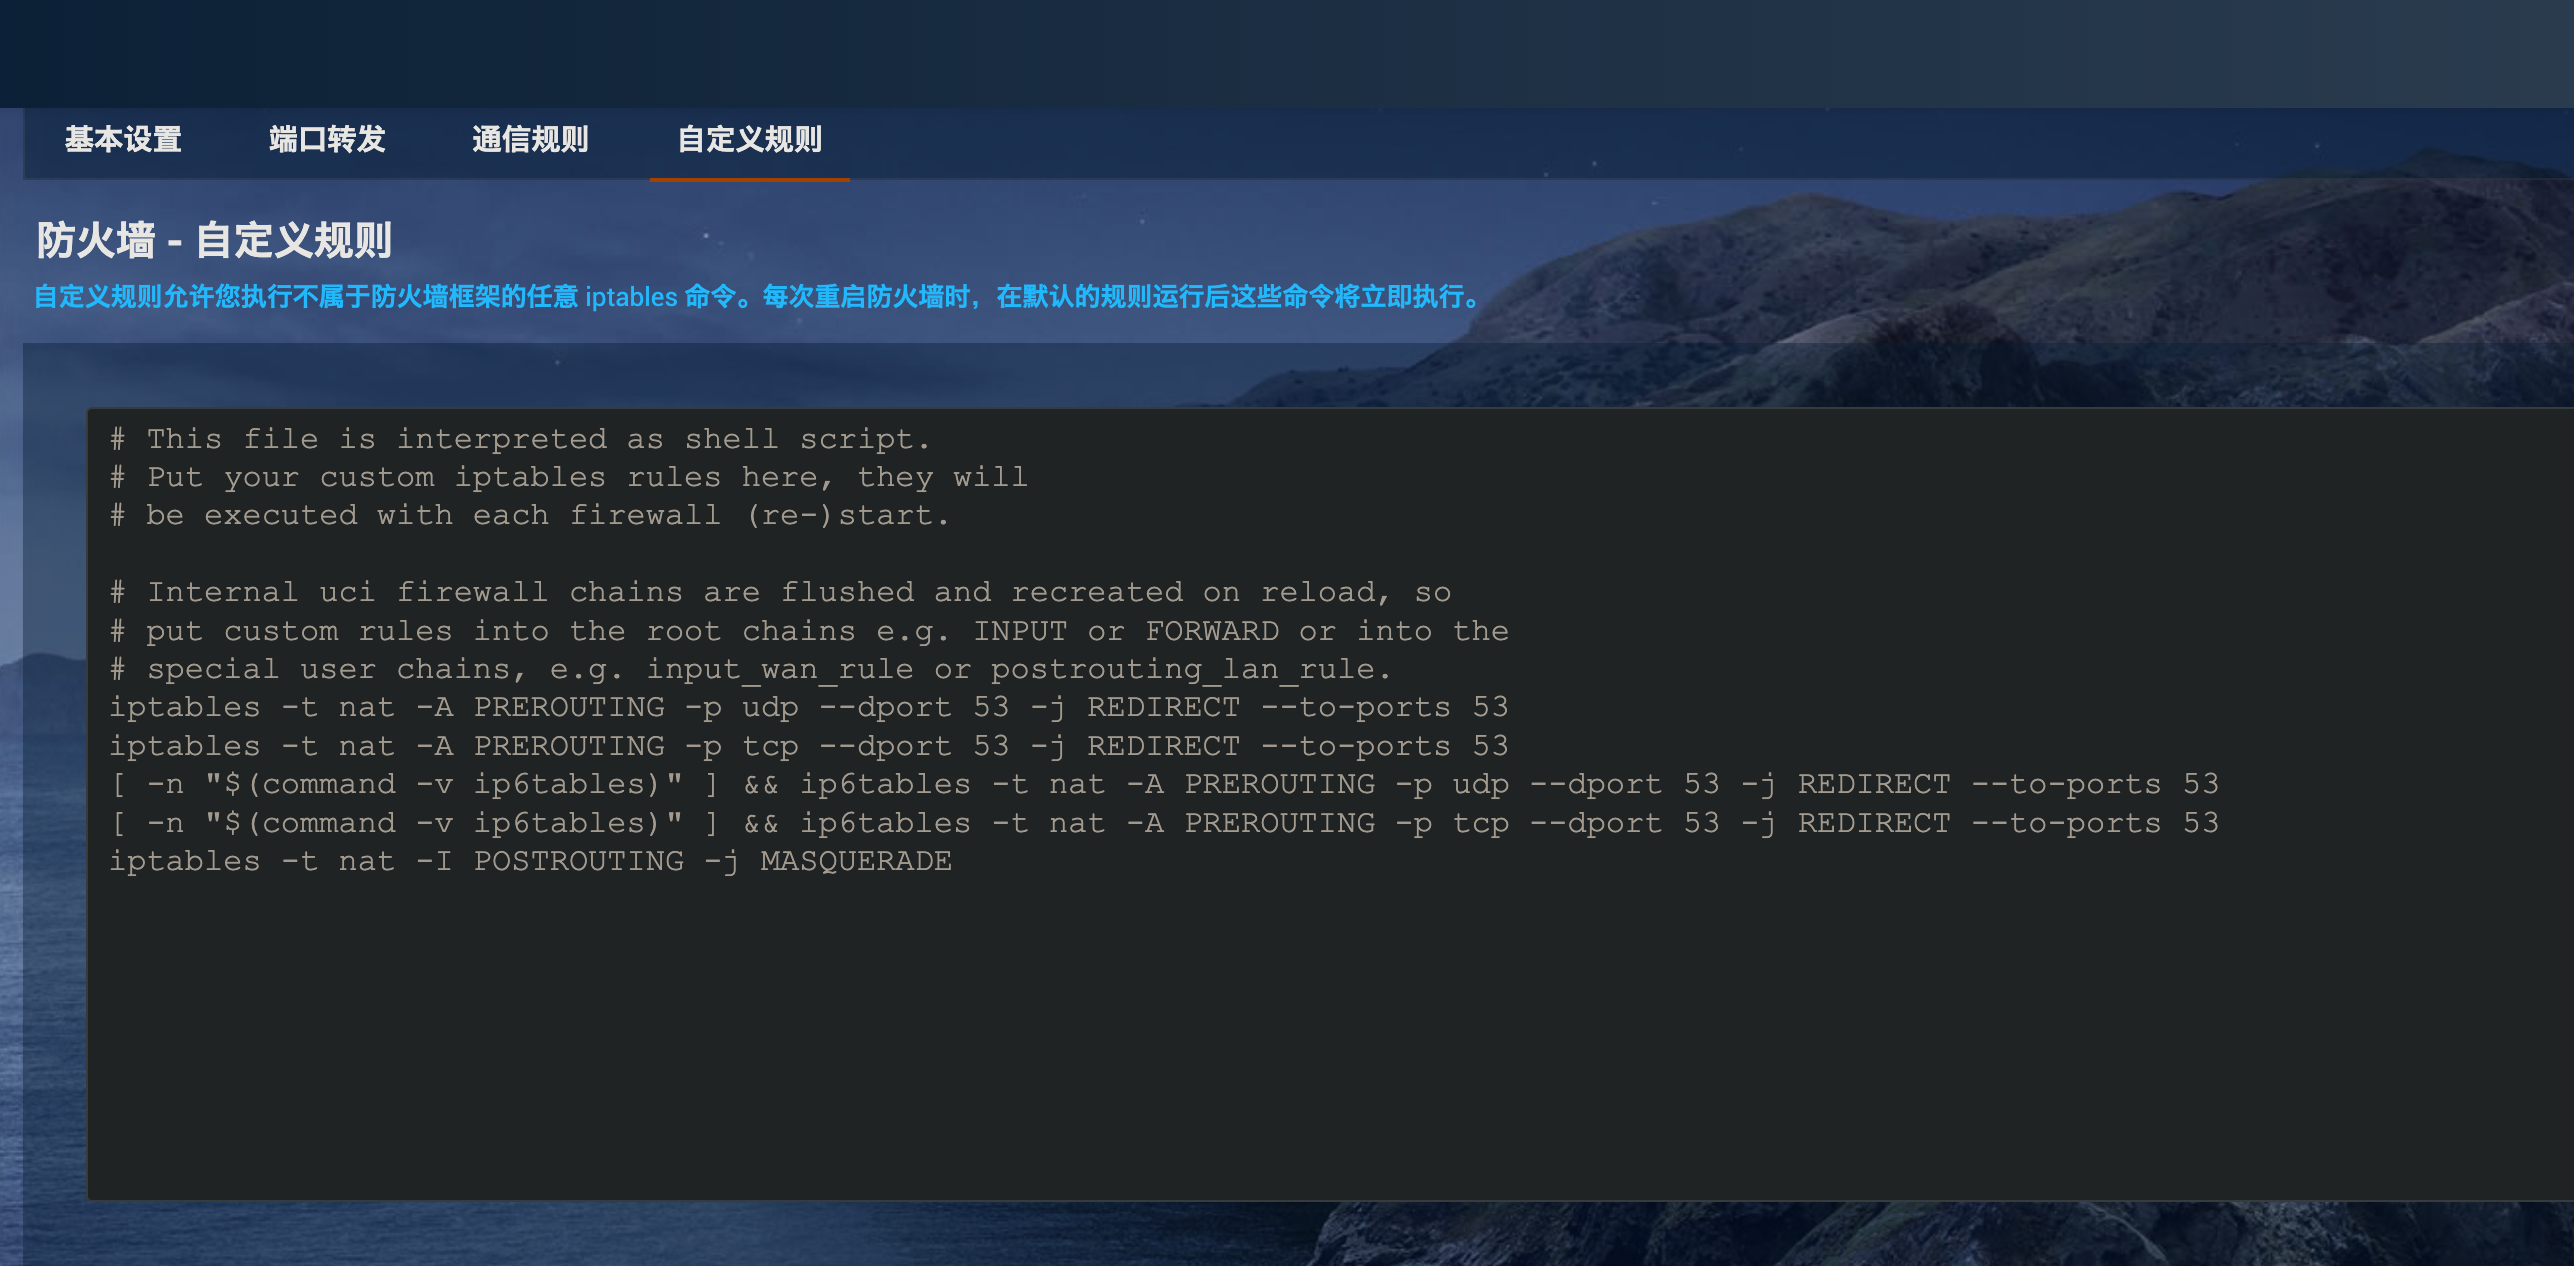 基本设置 端口转发 通信规则 自定义规则
防火墙 - 自定义规则
自定义规则允许您执行不属于防火墙框架的任意 iptables 命令。每次重启防火墙时，在默认的规则运行后这些命令将立即执行。
# This file is interpreted as shell script.
# Put your custom iptables rules here, they will
# be executed with each firewall (re-)start.
# Internal uci firewall chains are flushed and recreated on reload, so
# put custom rules into the root chains e.g. INPUT or FORWARD or into the
# special user chains, e.g. input_wan_rule or postrouting_lan_rule.
iptables -t nat -A PREROUTING -p udp --dport 53 -j REDIRECT --to-ports 53
iptables -t nat -A PREROUTING -p tcp --dport 53 -j REDIRECT --to-ports 53
[ -n "$(command -v ip6tables)" ] && ip6tables -t nat -A PREROUTING -p udp --dport 53 -j REDIRECT --to-ports 53
[ -n "$(command -v ip6tables)" ] && ip6tables -t nat -A PREROUTING -p tcp --dport 53 -j REDIRECT --to-ports 53
iptables -t nat -I POSTROUTING -j MASQUERADE